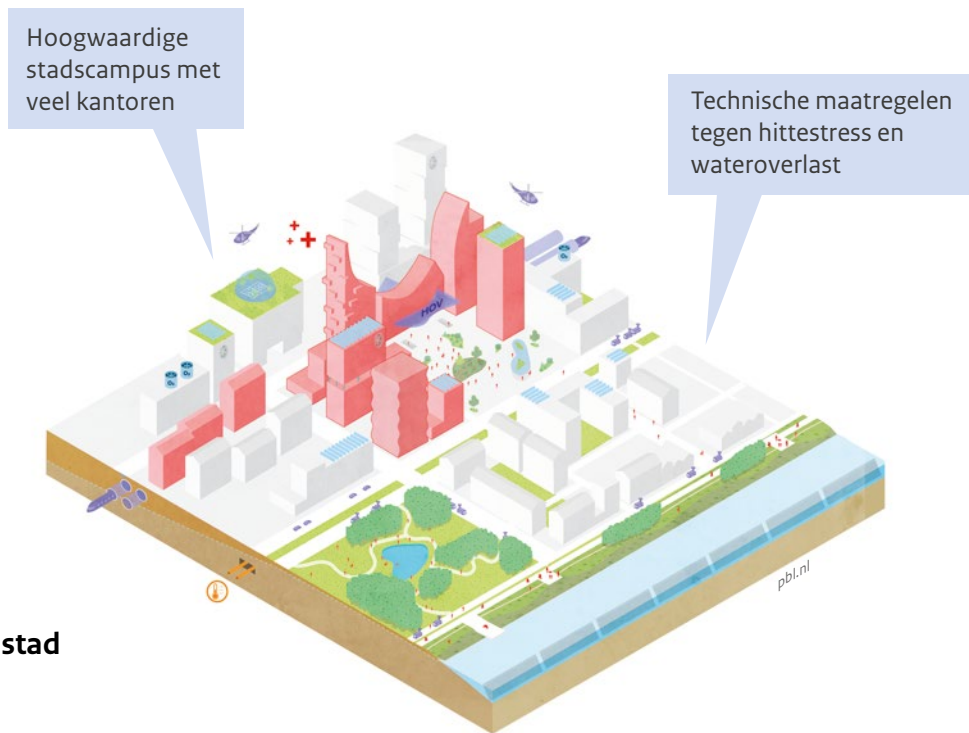 Hoogwaardige
stadscampus met
veel kantoren
Technische maatregelen
tegen hittestress en
wateroverlast
HOV
pbl.nl
stad